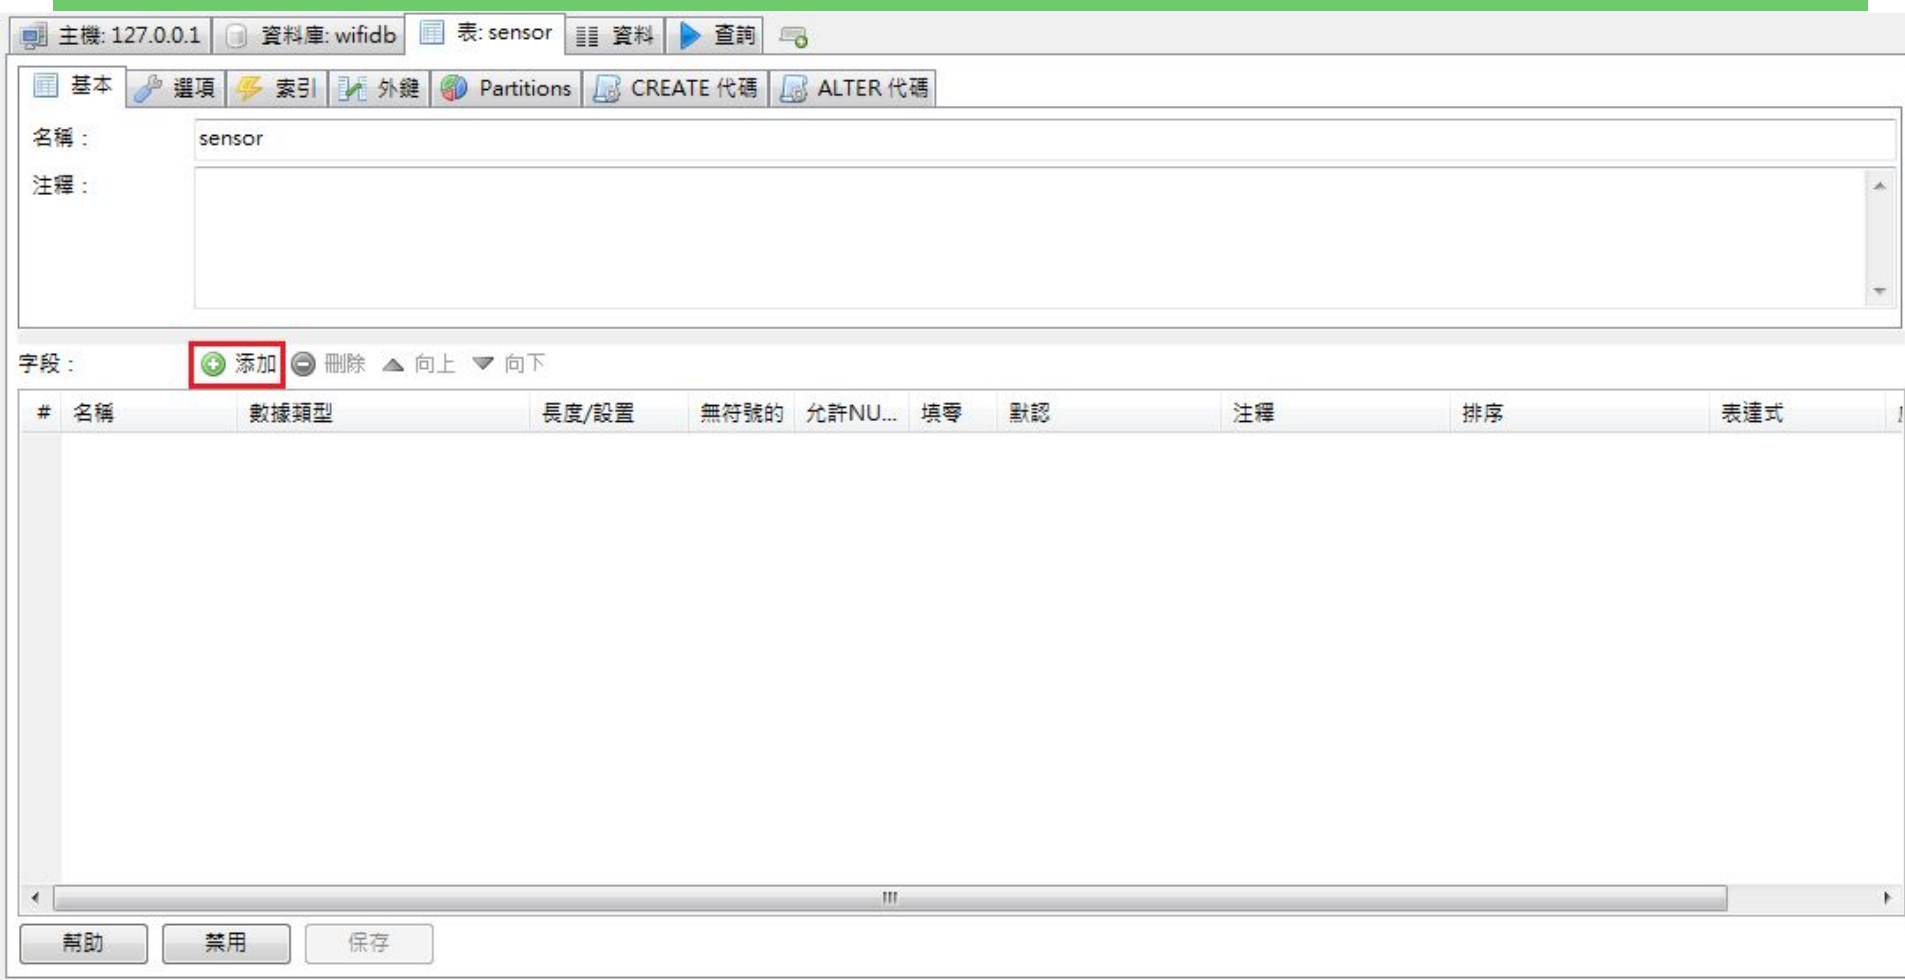 主機: 127.0.0.1 資料庫: wifidb 表: sensor 資料 查詢
基本 選項 索引 外鍵 Partitions CREATE 代碼 ALTER 代碼
名稱：
sensor
注釋：
字段： 添加 刪除 向上 向下
# 名稱 數據類型 長度/設置 無符號的 允許NU... 填零 默認 注釋 排序 表達式
幫助 禁用 保存